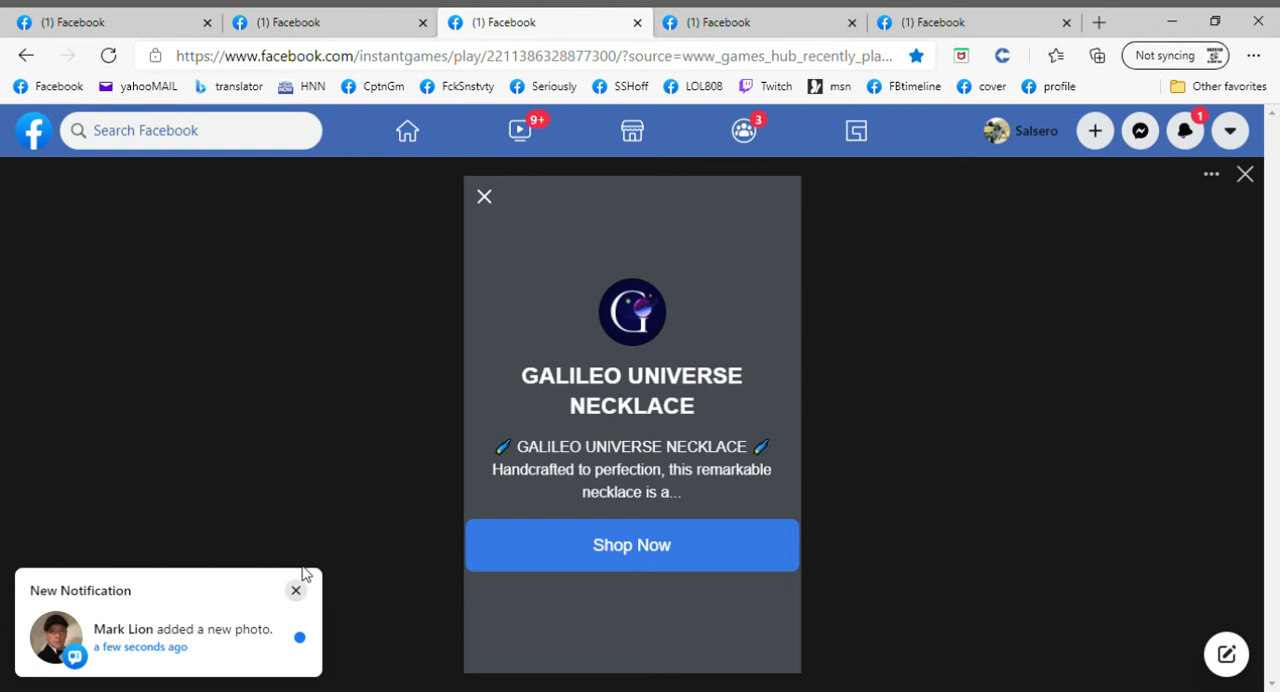 (1) Facebook
(1) Facebook
(1) Facebook
(1) Facebook
(1) Facebook
https://www.facebook.com/instantgames/play/2211386328877300/?source=www_games_hub_recently_pla...
Not syncing
Facebook
yahooMAIL
translator
HNN
CptnGm
FckSnstvty
Seriously
SSHoff
LOL808
Twitch
msn
FBtimeline
cover
profile
Other favorites
Search Facebook
9+
3
Salsero
1
G
GALILEO UNIVERSE
NECKLACE
GALILEO UNIVERSE NECKLACE
Handcrafted to perfection, this remarkable
necklace is a...
Shop Now
New Notification
Mark Lion added a new photo.
a few seconds ago